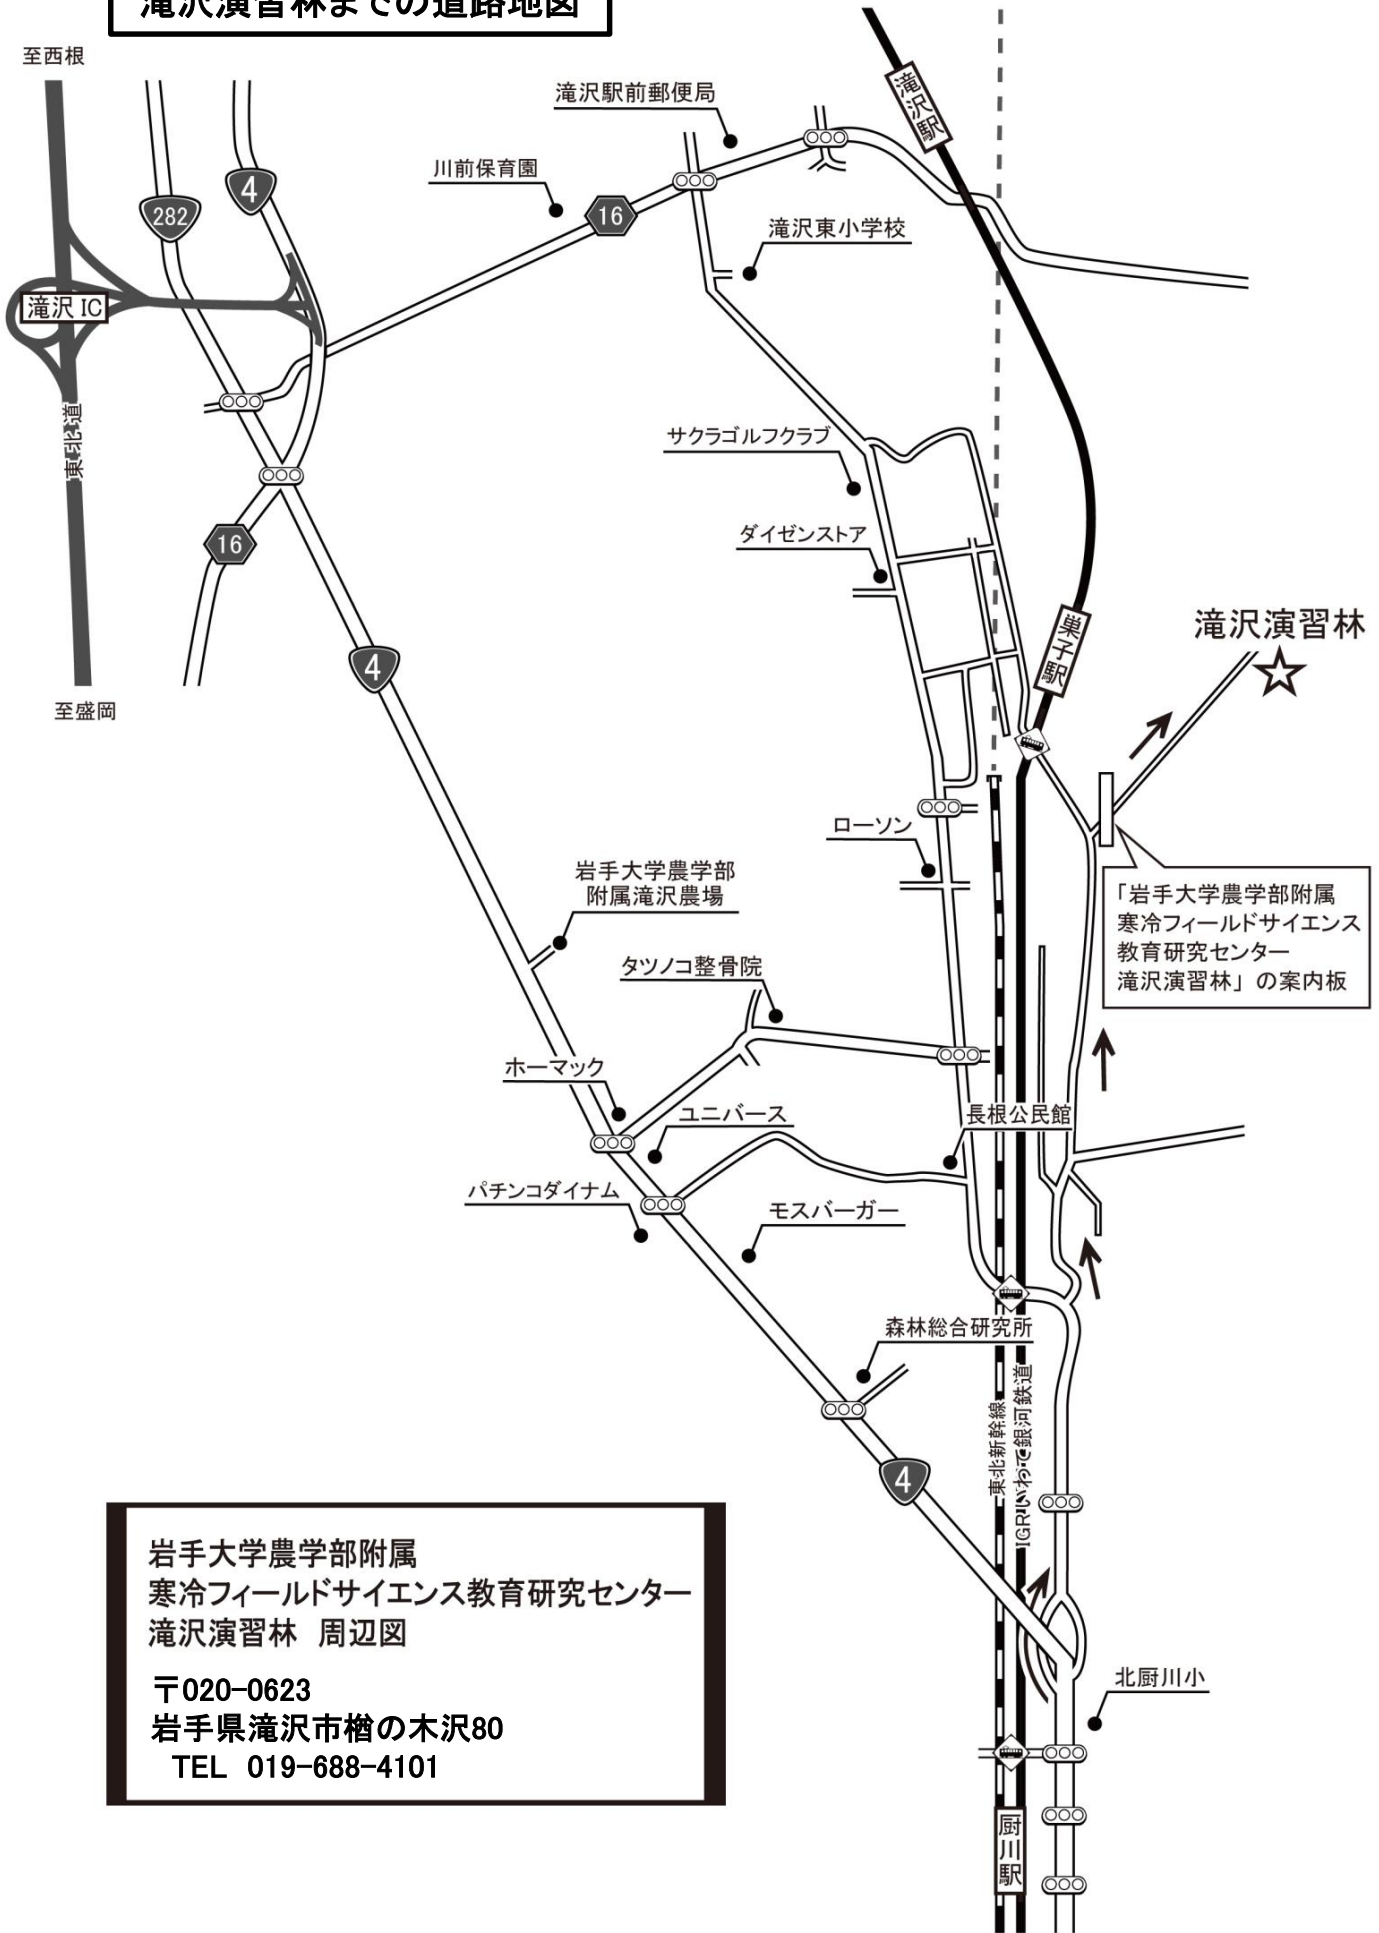 滝沢演習林までの道路地図
至西根
滝沢駅前郵便局
滝沢駅
川前保育園
4
282
16
滝沢東小学校
滝沢 IC
東北道
サクラゴルフクラブ
ダイゼンストア
16
4
巣子駅
滝沢演習林
至盛岡
ローソン
岩手大学農学部
附属滝沢農場
「岩手大学農学部附属
寒冷フィールドサイエンス
教育研究センター
滝沢演習林」の案内板
タツノコ整骨院
ホーマック
ユニバース
長根公民館
パチンコダイナム
モスバーガー
森林総合研究所
東北新幹線
IGRいわて銀河鉄道
4
岩手大学農学部附属
寒冷フィールドサイエンス教育研究センター
滝沢演習林 周辺図
〒020-0623
岩手県滝沢市楢の木沢80
TEL 019-688-4101
北厨川小
厨川駅